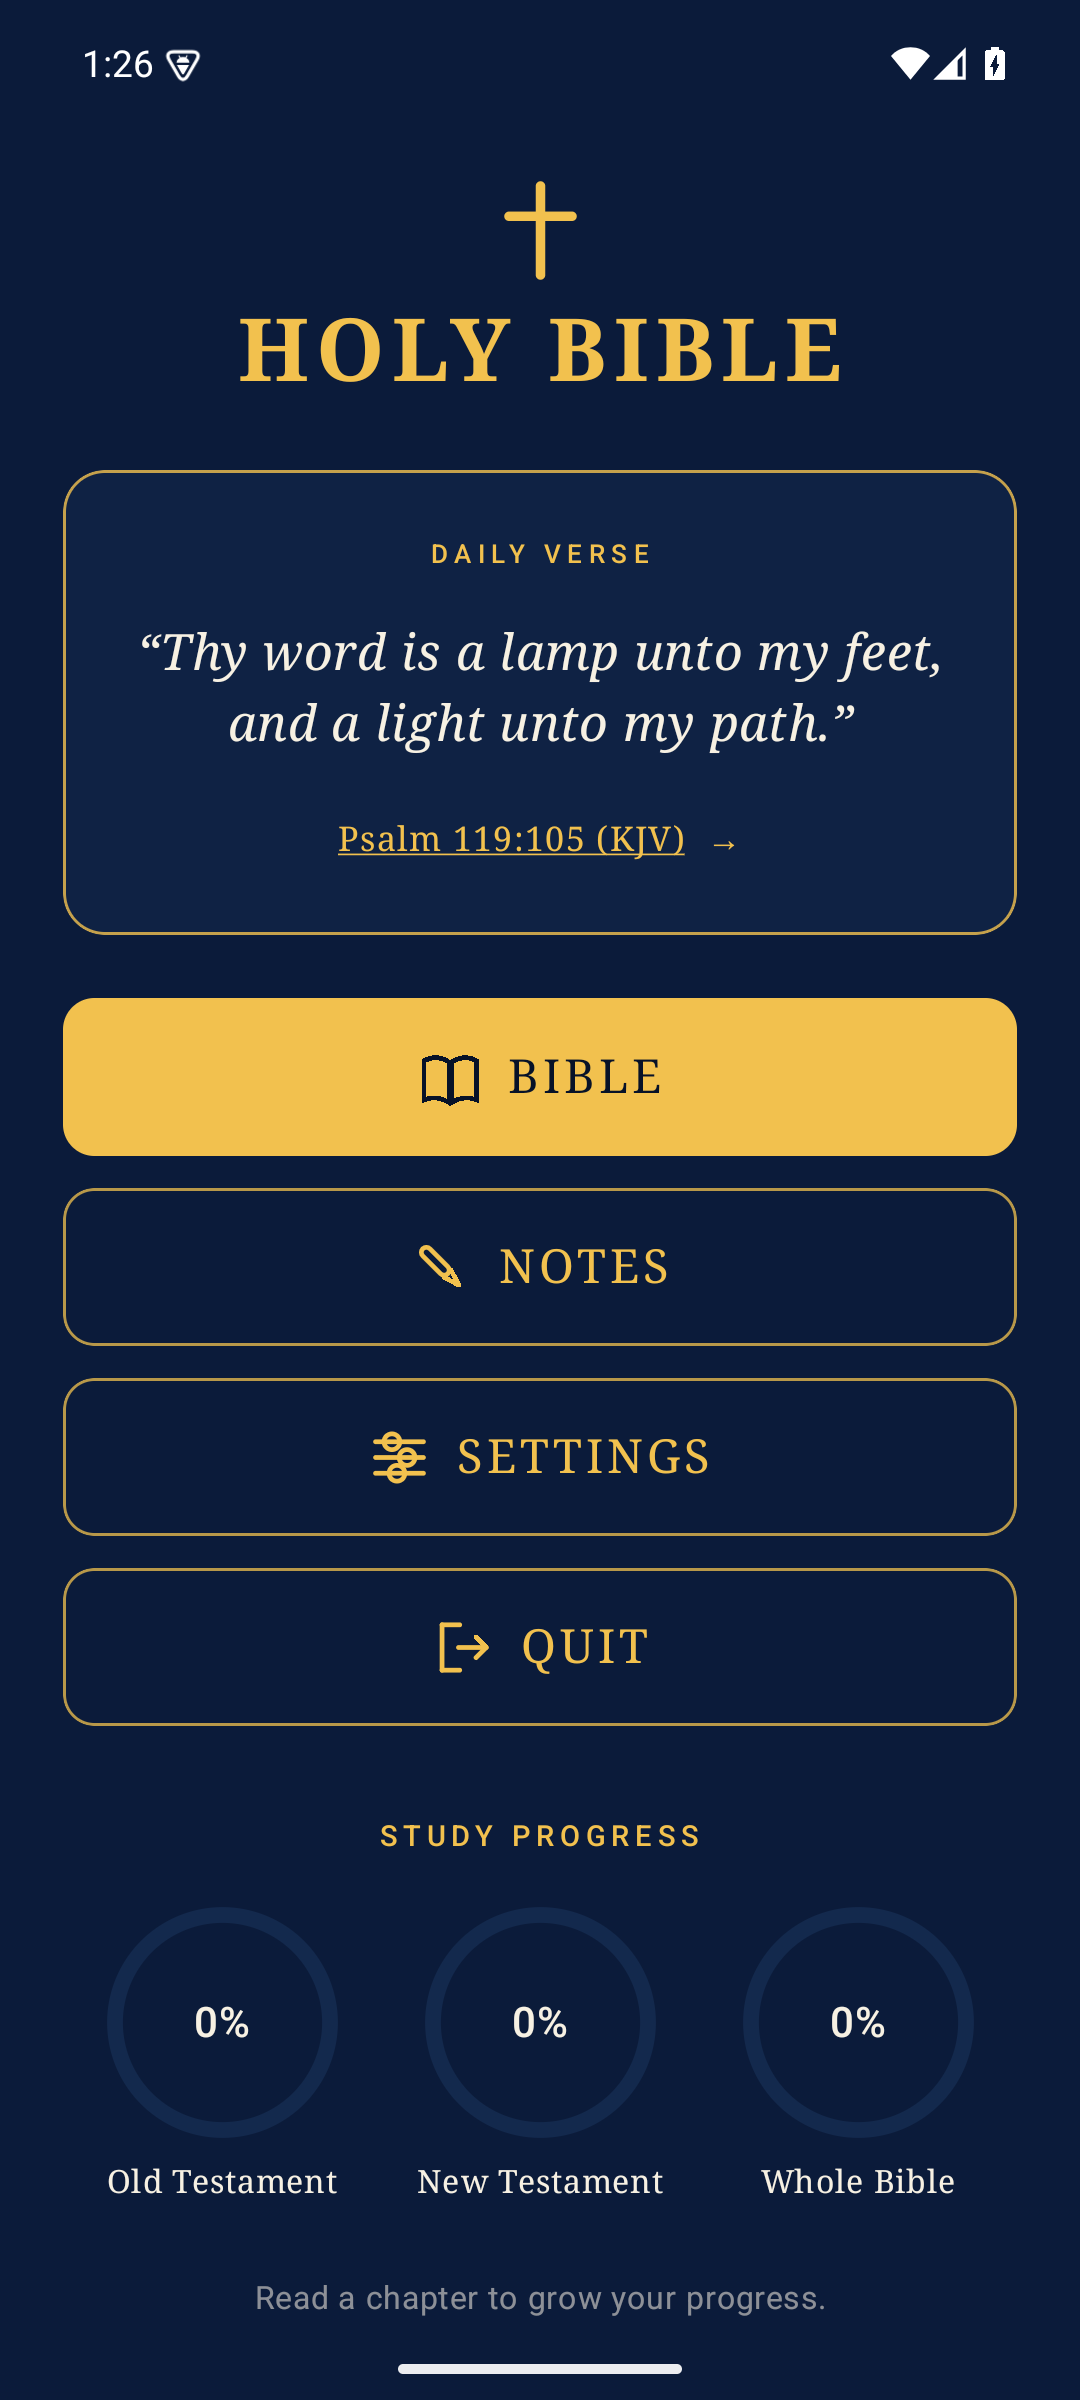 1:26
HOLY BIBLE
DAILY VERSE
“Thy word is a lamp unto my feet,
and a light unto my path.”
Psalm 119:105 (KJV) →
BIBLE
NOTES
SETTINGS
QUIT
STUDY PROGRESS
0% 0% 0%
Old Testament New Testament Whole Bible
Read a chapter to grow your progress.